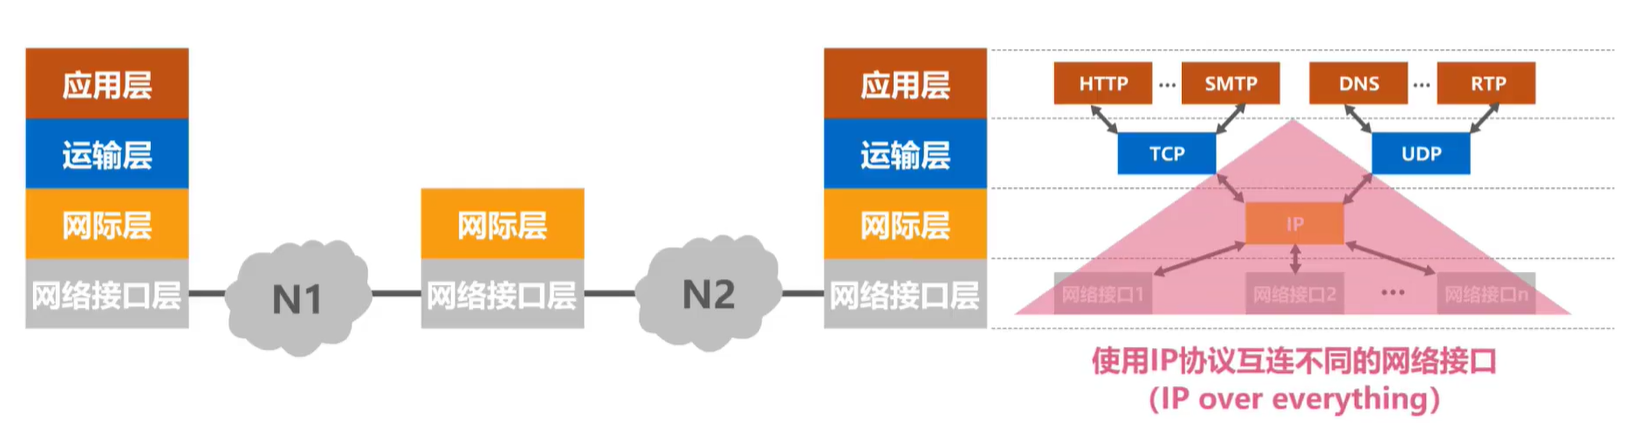 应用层
运输层
网际层
网络接口层
N1
网际层
网络接口层
N2
应用层
运输层
网际层
网络接口层
HTTP … SMTP DNS … RTP
TCP UDP
IP
网络接口1 网络接口2 … 网络接口n
使用IP协议互连不同的网络接口
（IP over everything）